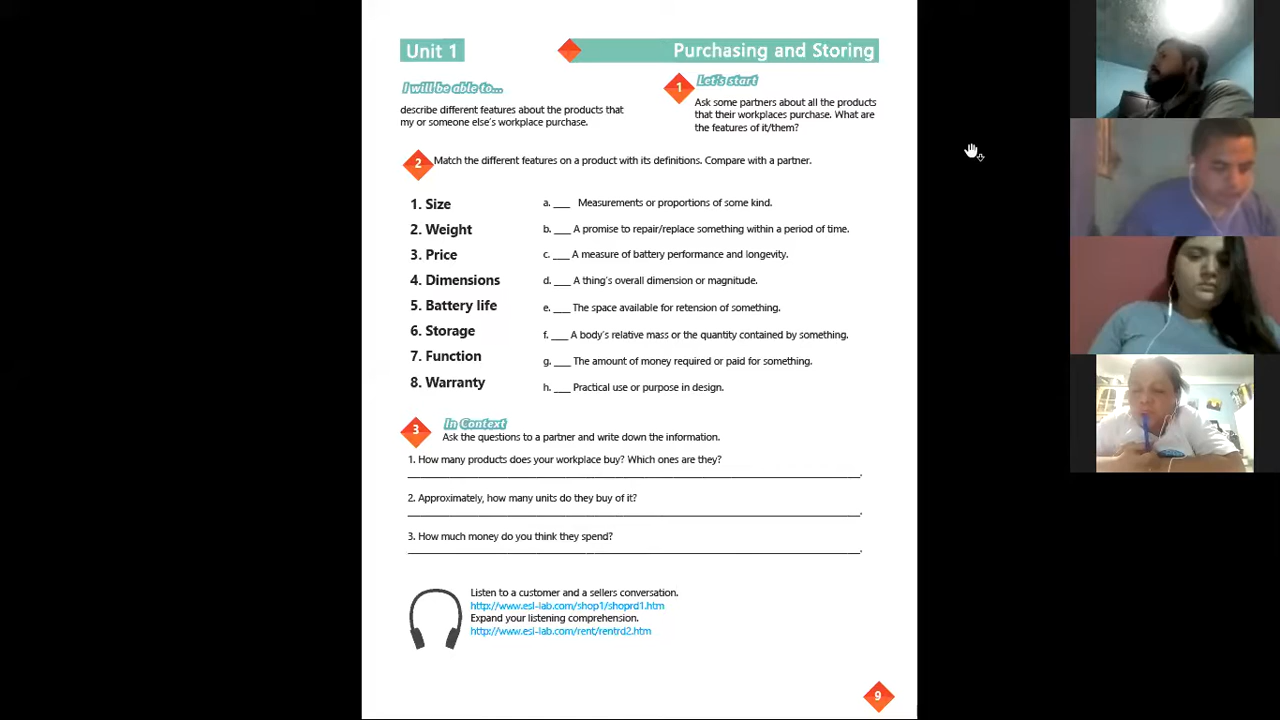 Unit 1
Purchasing and Storing
I will be able to...
describe different features about the products that
my or someone else's workplace purchase.
1
Let's start
Ask some partners about all the products
that their workplaces purchase. What are
the features of it/them?
2
Match the different features on a product with its definitions. Compare with a partner.
1. Size
2. Weight
3. Price
4. Dimensions
5. Battery life
6. Storage
7. Function
8. Warranty
a. ___ Measurements or proportions of some kind.
b. ___ A promise to repair/replace something within a period of time.
c. ___ A measure of battery performance and longevity.
d. ___ A thing's overall dimension or magnitude.
e. ___ The space available for retention of something.
f. ___ A body's relative mass or the quantity contained by something.
g. ___ The amount of money required or paid for something.
h. ___ Practical use or purpose in design.
3
In Context
Ask the questions to a partner and write down the information.
1. How many products does your workplace buy? Which ones are they?
2. Approximately, how many units do they buy of it?
3. How much money do you think they spend?
Listen to a customer and a sellers conversation.
http://www.esl-lab.com/shop1/shoprd1.htm
Expand your listening comprehension.
http://www.esl-lab.com/rent/rentrd2.htm
9